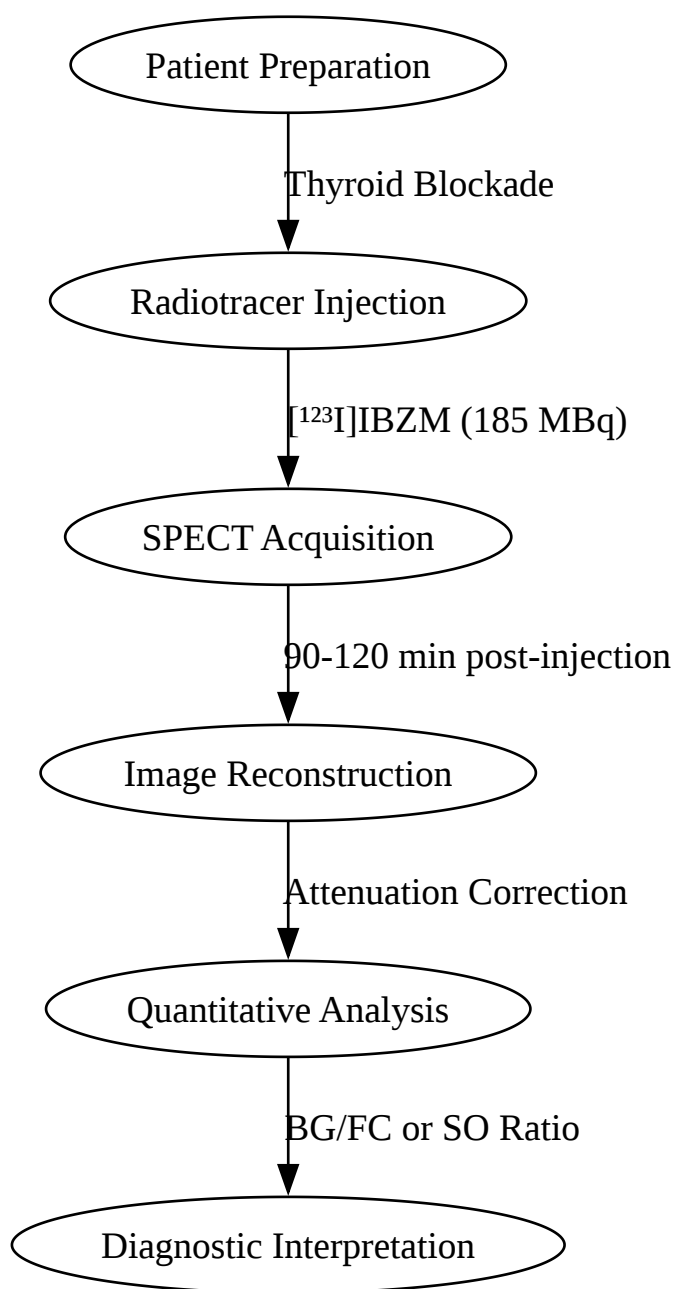 Patient Preparation
Thyroid Blockade
Radiotracer Injection
[¹²³I]IBZM (185 MBq)
SPECT Acquisition
90-120 min post-injection
Image Reconstruction
Attenuation Correction
Quantitative Analysis
BG/FC or SO Ratio
Diagnostic Interpretation